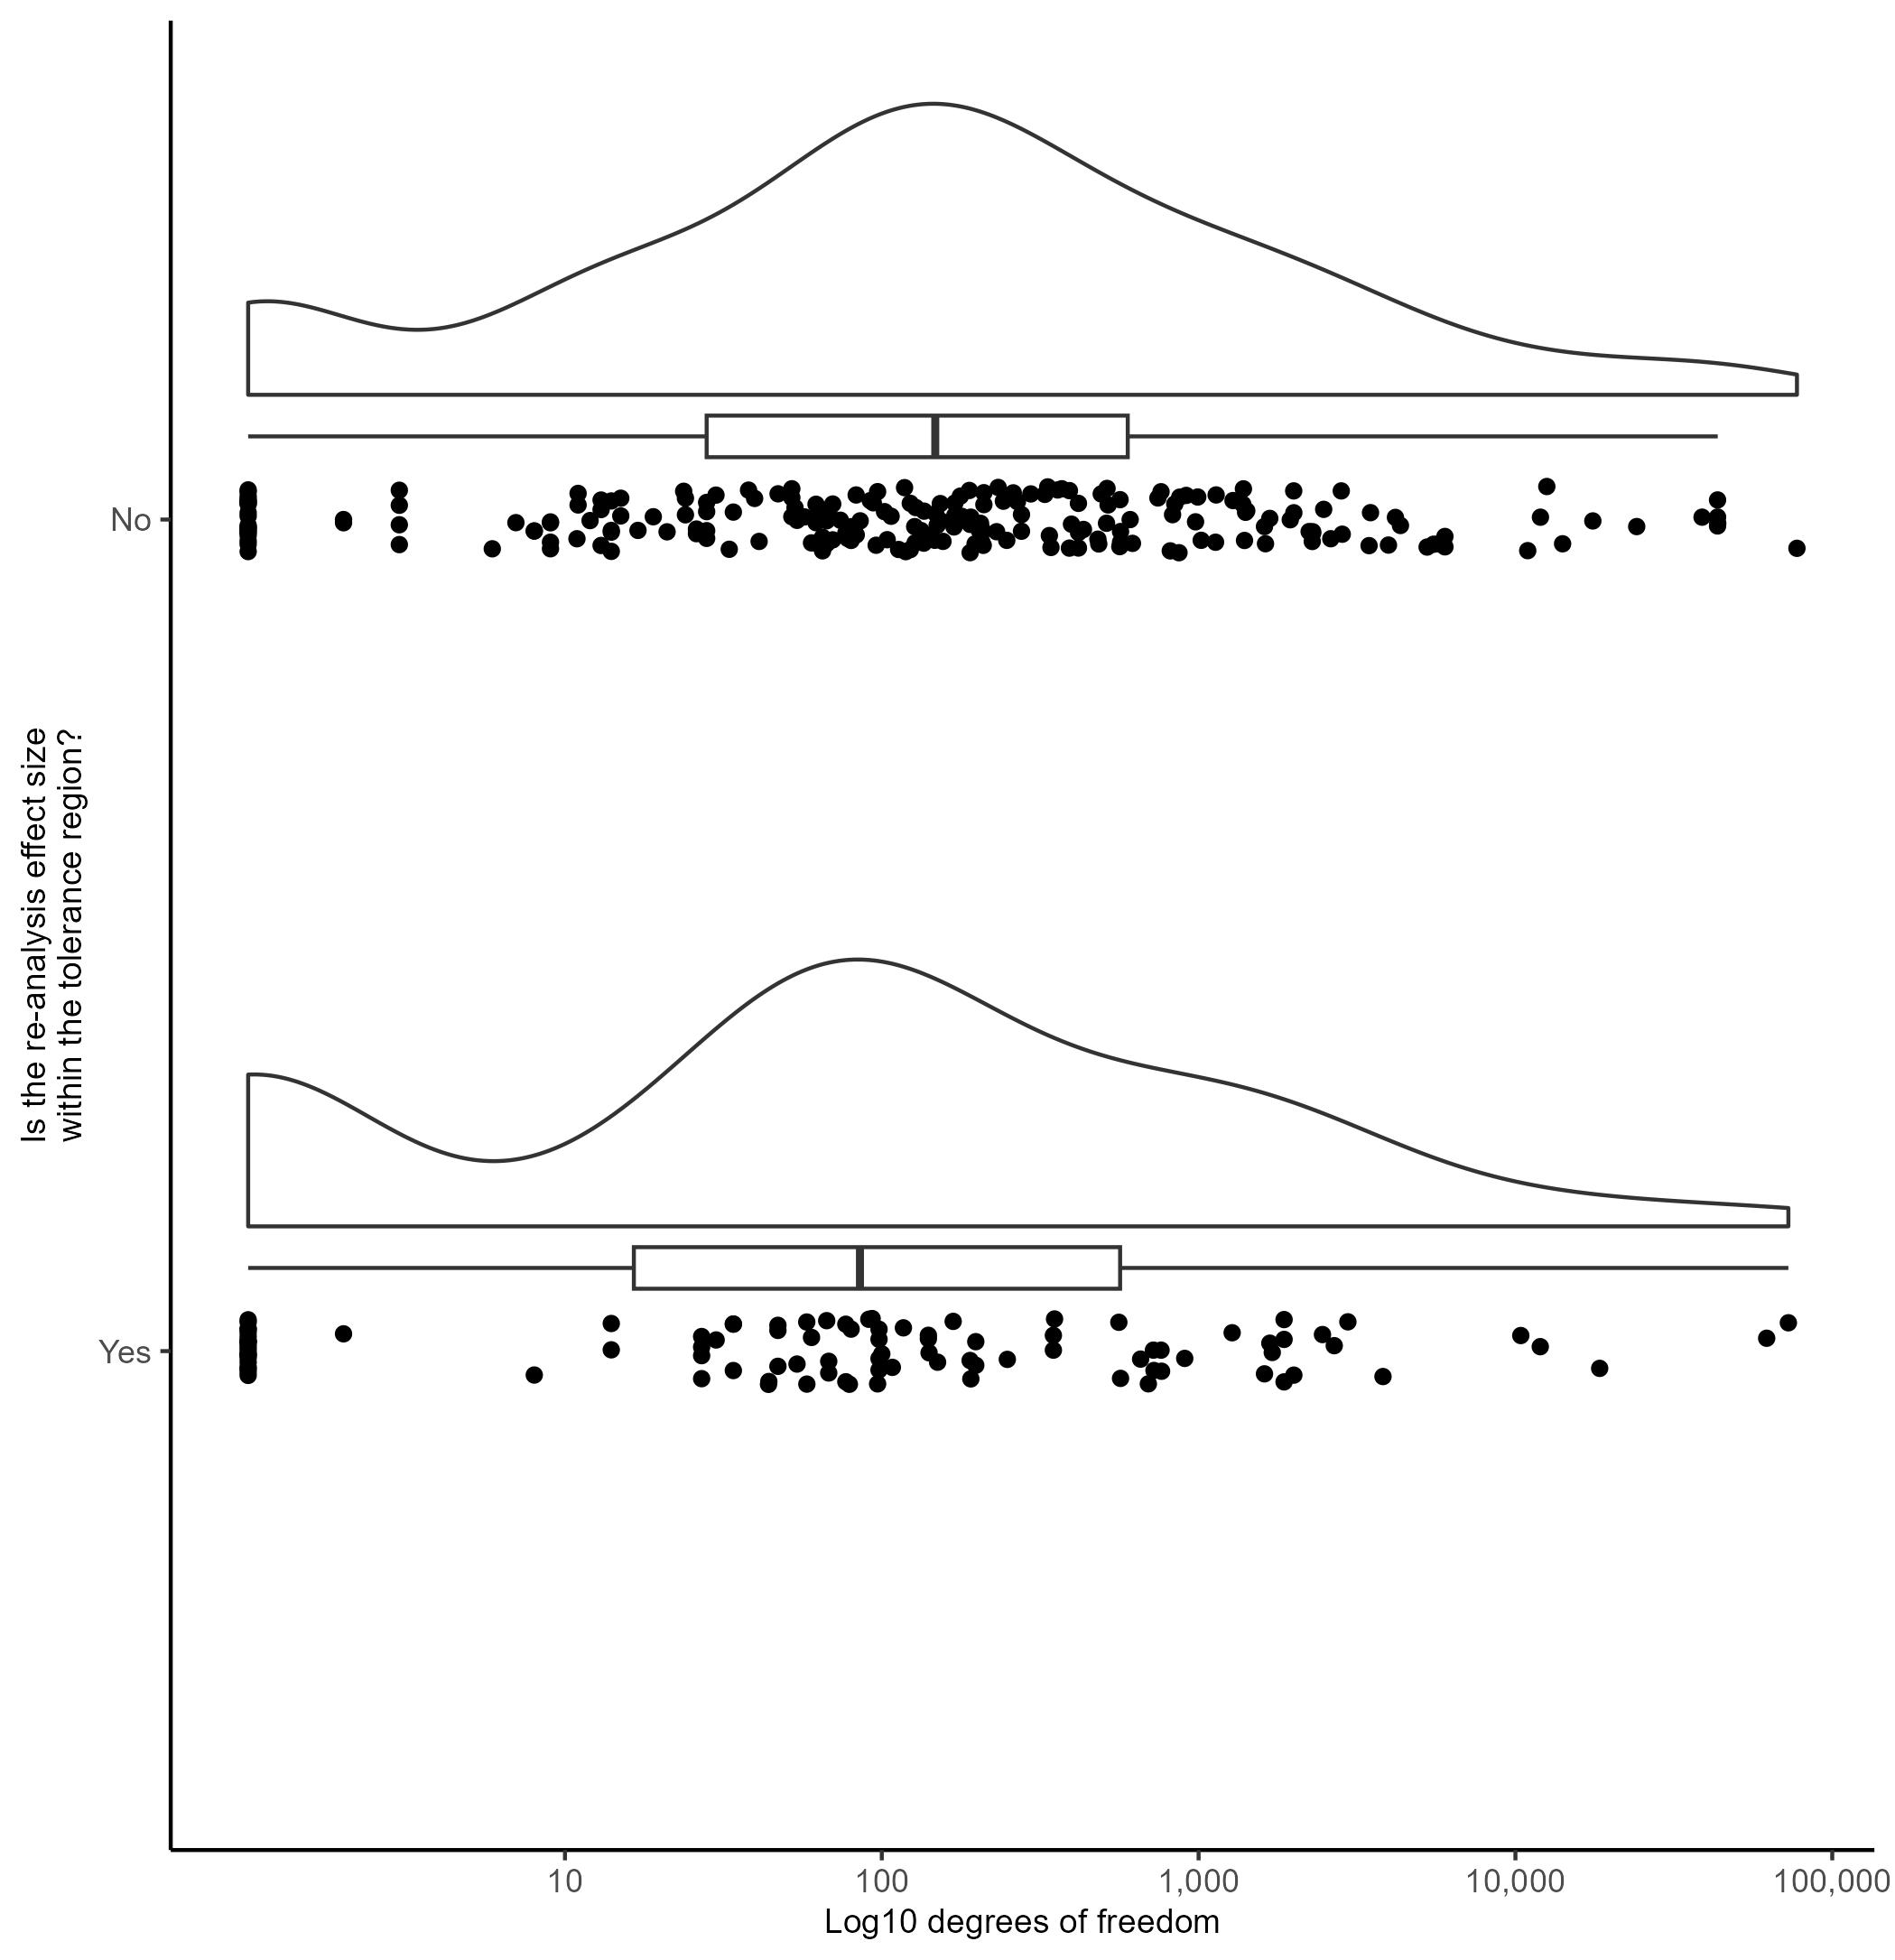 Is the re-analysis effect size
within the tolerance region?
No
Yes
10
100
1,000
10,000
100,000
Log10 degrees of freedom